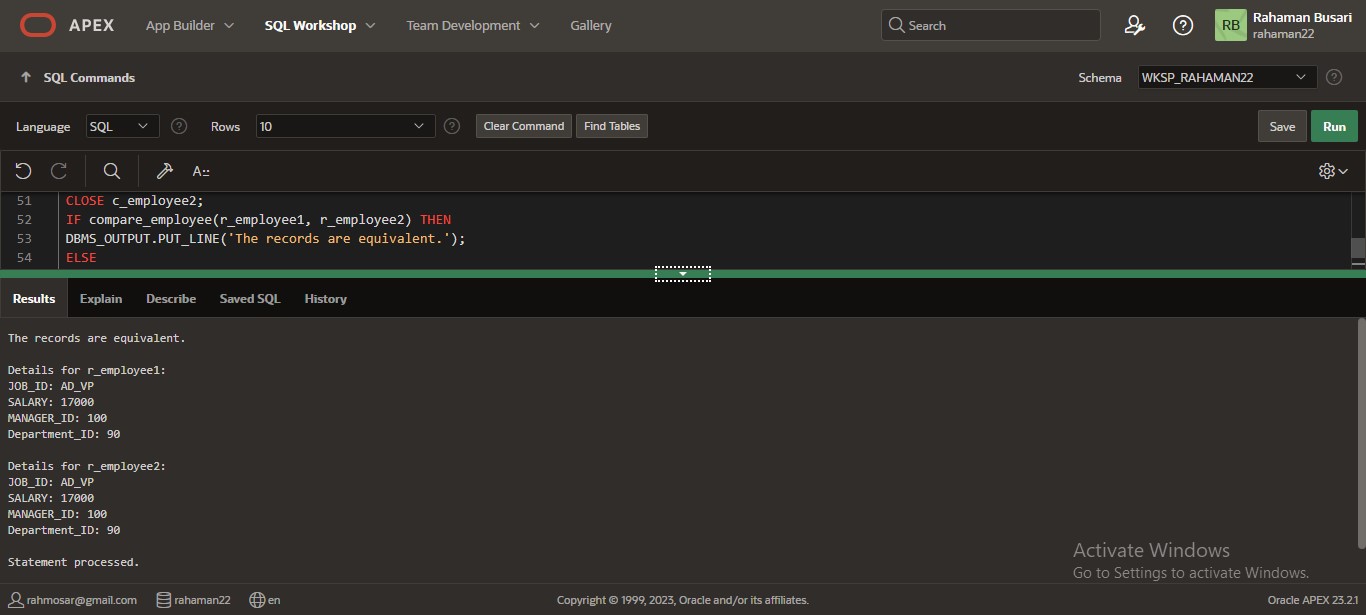 APEX App Builder SQL Workshop Team Development Gallery Search RB Rahaman Busari
rahaman22
SQL Commands Schema WKSP_RAHAMAN22
Language SQL Rows 10 Clear Command Find Tables Save Run
A::
51 CLOSE c_employee2;
52 IF compare_employee(r_employee1, r_employee2) THEN
53 DBMS_OUTPUT.PUT_LINE('The records are equivalent.');
54 ELSE
Results Explain Describe Saved SQL History
The records are equivalent.
Details for r_employee1:
JOB_ID: AD_VP
SALARY: 17000
MANAGER_ID: 100
Department_ID: 90
Details for r_employee2:
JOB_ID: AD_VP
SALARY: 17000
MANAGER_ID: 100
Department_ID: 90
Statement processed.
Activate Windows
Go to Settings to activate Windows.
rahmosar@gmail.com rahaman22 en Copyright © 1999, 2023, Oracle and/or its affiliates. Oracle APEX 23.2.1